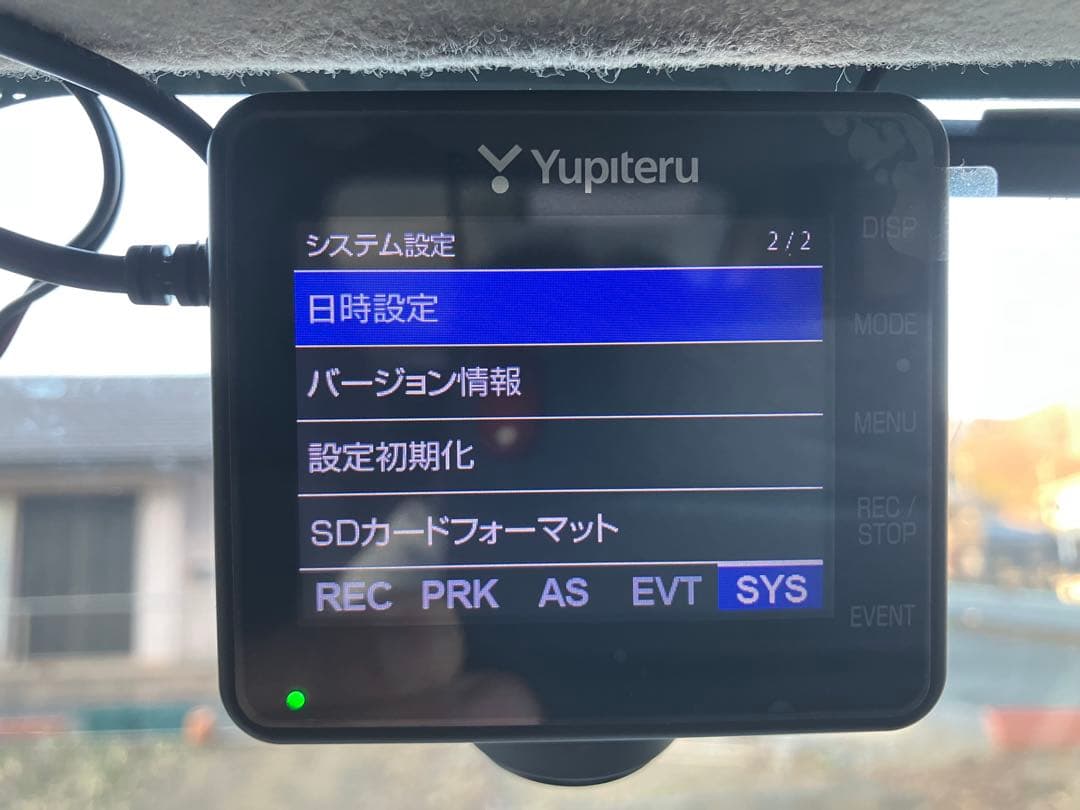 Yupiteru
システム設定 2/2
日時設定
バージョン情報
設定初期化
SDカードフォーマット
REC PRK AS EVT SYS
DISP
MODE
MENU
REC /
STOP
EVENT